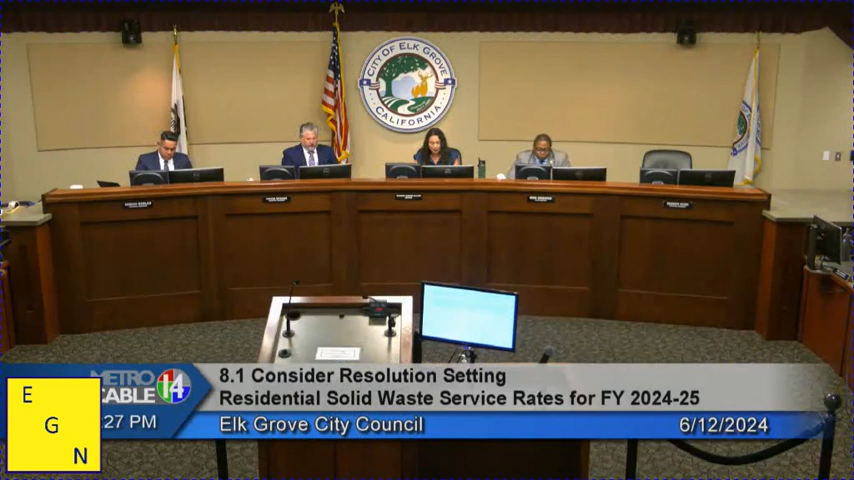 CITY OF ELK GROVE
CALIFORNIA
METRO
CABLE 14
:27 PM
8.1 Consider Resolution Setting
Residential Solid Waste Service Rates for FY 2024-25
Elk Grove City Council
6/12/2024
E
G
N